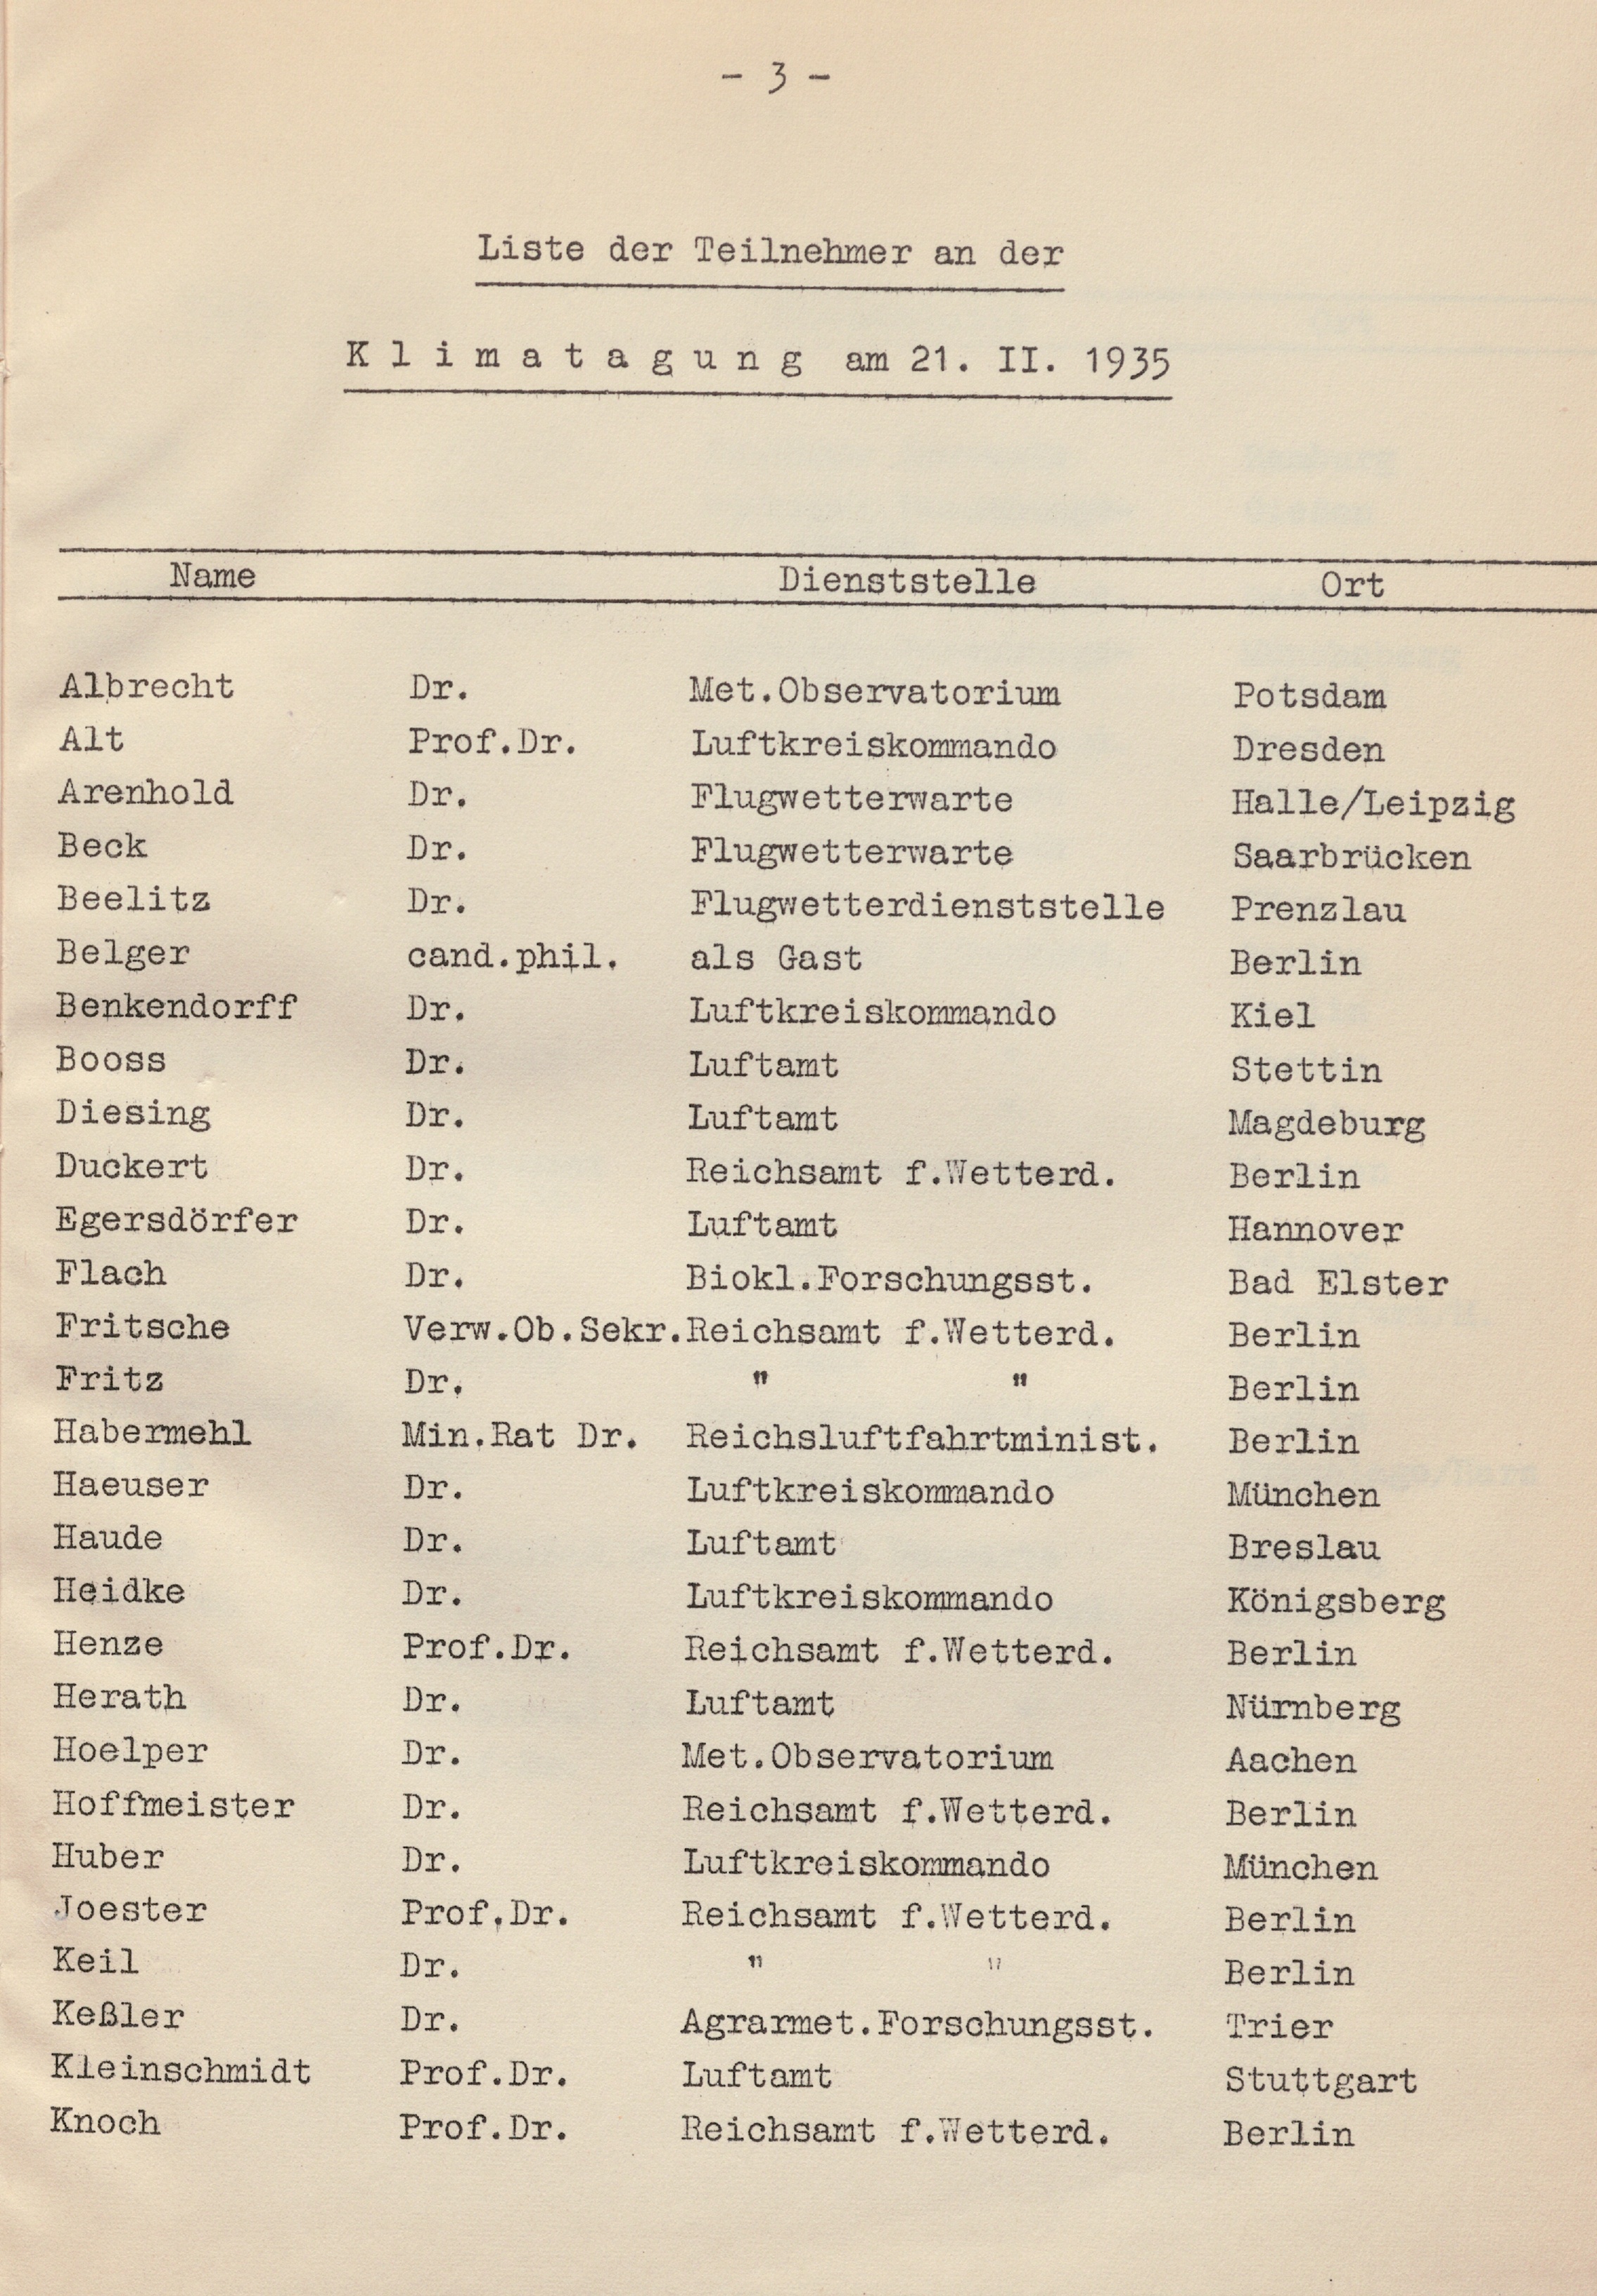 - 3 -
Liste der Teilnehmer an der
K l i m a t a g u n g am 21. II. 1935
Name Dienststelle Ort
Albrecht Dr. Met.Observatorium Potsdam
Alt Prof.Dr. Luftkreiskommando Dresden
Arenhold Dr. Flugwetterwarte Halle/Leipzig
Beck Dr. Flugwetterwarte Saarbrücken
Beelitz Dr. Flugwetterdienststelle Prenzlau
Belger cand.phil. als Gast Berlin
Benkendorff Dr. Luftkreiskommando Kiel
Booss Dr. Luftamt Stettin
Diesing Dr. Luftamt Magdeburg
Duckert Dr. Reichsamt f.Wetterd. Berlin
Egersdörfer Dr. Luftamt Hannover
Flach Dr. Biokl.Forschungsst. Bad Elster
Fritsche Verw.Ob.Sekr.Reichsamt f.Wetterd. Berlin
Fritz Dr. " " Berlin
Habermehl Min.Rat Dr. Reichsluftfahrtminist. Berlin
Haeuser Dr. Luftkreiskommando München
Haude Dr. Luftamt Breslau
Heidke Dr. Luftkreiskommando Königsberg
Henze Prof.Dr. Reichsamt f.Wetterd. Berlin
Herath Dr. Luftamt Nürnberg
Hoelper Dr. Met.Observatorium Aachen
Hoffmeister Dr. Reichsamt f.Wetterd. Berlin
Huber Dr. Luftkreiskommando München
Joester Prof.Dr. Reichsamt f.Wetterd. Berlin
Keil Dr. " " Berlin
Keßler Dr. Agrarmet.Forschungsst. Trier
Kleinschmidt Prof.Dr. Luftamt Stuttgart
Knoch Prof.Dr. Reichsamt f.Wetterd. Berlin